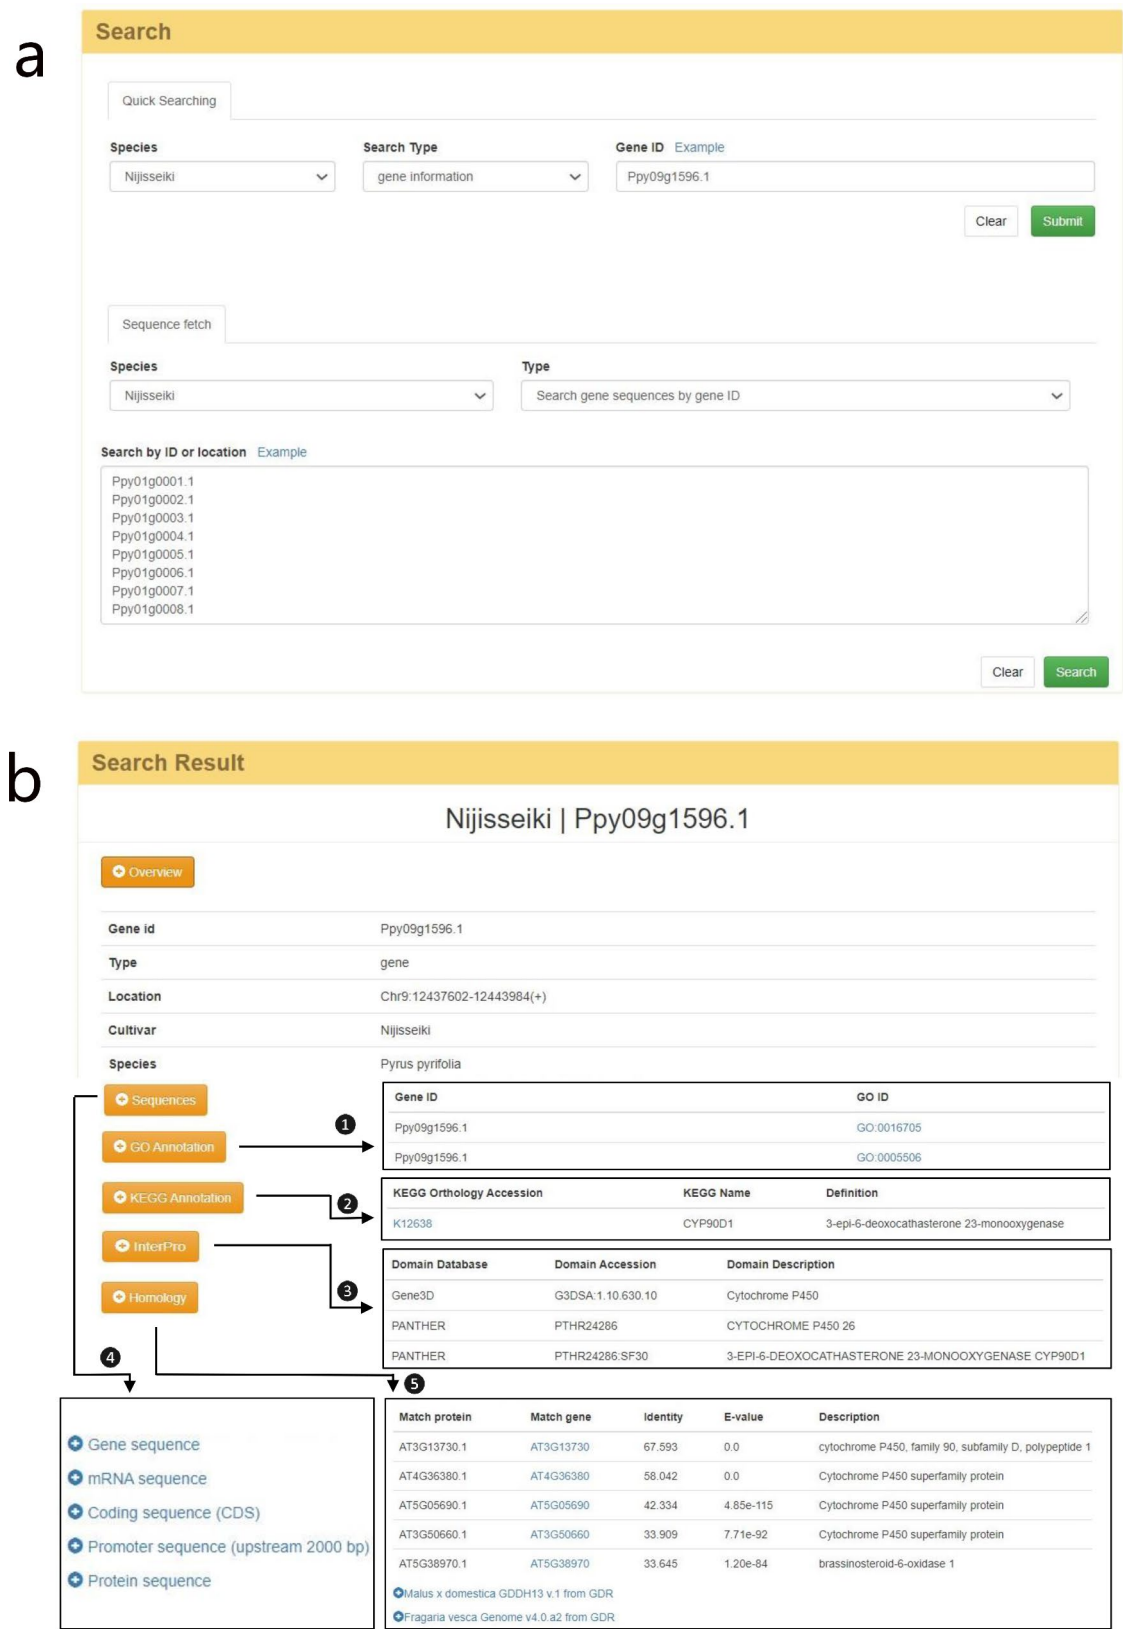 a
Search
Quick Searching
Species Search Type Gene ID Example
Nijisseiki gene information Ppy09g1596.1
Clear Submit
Sequence fetch
Species Type
Nijisseiki Search gene sequences by gene ID
Search by ID or location Example
Ppy01g0001.1
Ppy01g0002.1
Ppy01g0003.1
Ppy01g0004.1
Ppy01g0005.1
Ppy01g0006.1
Ppy01g0007.1
Ppy01g0008.1
Clear Search
b
Search Result
Nijisseiki | Ppy09g1596.1
Overview
Gene id Ppy09g1596.1
Type gene
Location Chr9:12437602-12443984(+)
Cultivar Nijisseiki
Species Pyrus pyrifolia
Sequences
GO Annotation
KEGG Annotation
InterPro
Homology
1
Gene ID GO ID
Ppy09g1596.1 GO:0016705
Ppy09g1596.1 GO:0005506
2
KEGG Orthology Accession KEGG Name Definition
K12638 CYP90D1 3-epi-6-deoxocathasterone 23-monooxygenase
3
Domain Database Domain Accession Domain Description
Gene3D G3DSA:1.10.630.10 Cytochrome P450
PANTHER PTHR24286 CYTOCHROME P450 26
PANTHER PTHR24286:SF30 3-EPI-6-DEOXOCATHASTERONE 23-MONOOXYGENASE CYP90D1
4
Gene sequence
mRNA sequence
Coding sequence (CDS)
Promoter sequence (upstream 2000 bp)
Protein sequence
5
Match protein Match gene Identity E-value Description
AT3G13730.1 AT3G13730 67.593 0.0 cytochrome P450, family 90, subfamily D, polypeptide 1
AT4G36380.1 AT4G36380 58.042 0.0 Cytochrome P450 superfamily protein
AT5G05690.1 AT5G05690 42.334 4.85e-115 Cytochrome P450 superfamily protein
AT3G50660.1 AT3G50660 33.909 7.71e-92 Cytochrome P450 superfamily protein
AT5G38970.1 AT5G38970 33.645 1.20e-84 brassinosteroid-6-oxidase 1
Malus x domestica GDDH13 v.1 from GDR
Fragaria vesca Genome v4.0.a2 from GDR